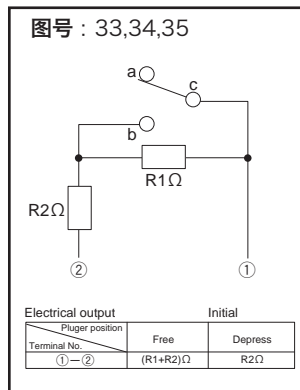 图号：33,34,35
a
c
b
R1Ω
R2Ω
② ①
Electrical output Initial
Pluger position
Terminal No. Free Depress
①—② (R1+R2)Ω R2Ω